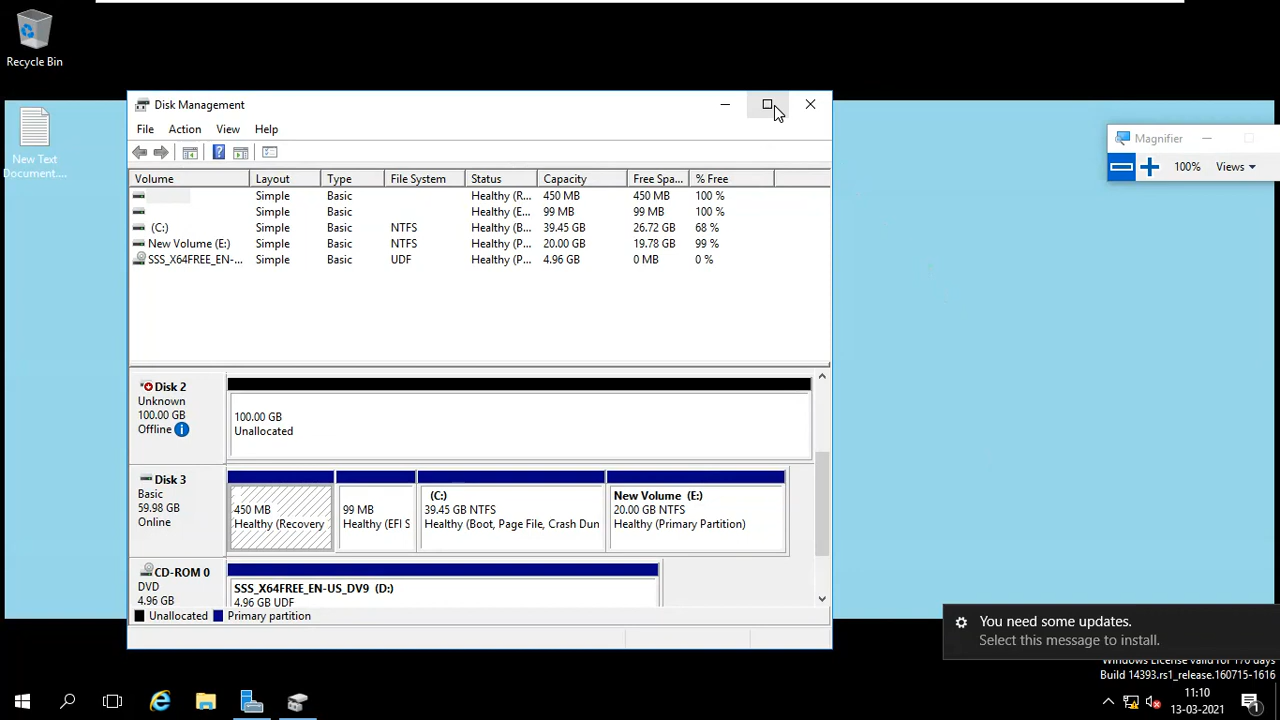 Recycle Bin
New Text
Document....
Disk Management
File Action View Help
Volume Layout Type File System Status Capacity Free Spa... % Free
Simple Basic Healthy (R... 450 MB 450 MB 100 %
Simple Basic Healthy (E... 99 MB 99 MB 100 %
(C:) Simple Basic NTFS Healthy (B... 39.45 GB 26.72 GB 68 %
New Volume (E:) Simple Basic NTFS Healthy (P... 20.00 GB 19.78 GB 99 %
SSS_X64FREE_EN-... Simple Basic UDF Healthy (P... 4.96 GB 0 MB 0 %
Disk 2
Unknown
100.00 GB
Offline
100.00 GB
Unallocated
Disk 3
Basic
59.98 GB
Online
450 MB
Healthy (Recovery
99 MB
Healthy (EFI S
(C:)
39.45 GB NTFS
Healthy (Boot, Page File, Crash Dun
New Volume (E:)
20.00 GB NTFS
Healthy (Primary Partition)
CD-ROM 0
DVD
4.96 GB
SSS_X64FREE_EN-US_DV9 (D:)
4.96 GB UDF
Unallocated Primary partition
Magnifier
100% Views
You need some updates.
Select this message to install.
Windows License valid for 176 days
Build 14393.rs1_release.160715-1616
11:10
13-03-2021
1